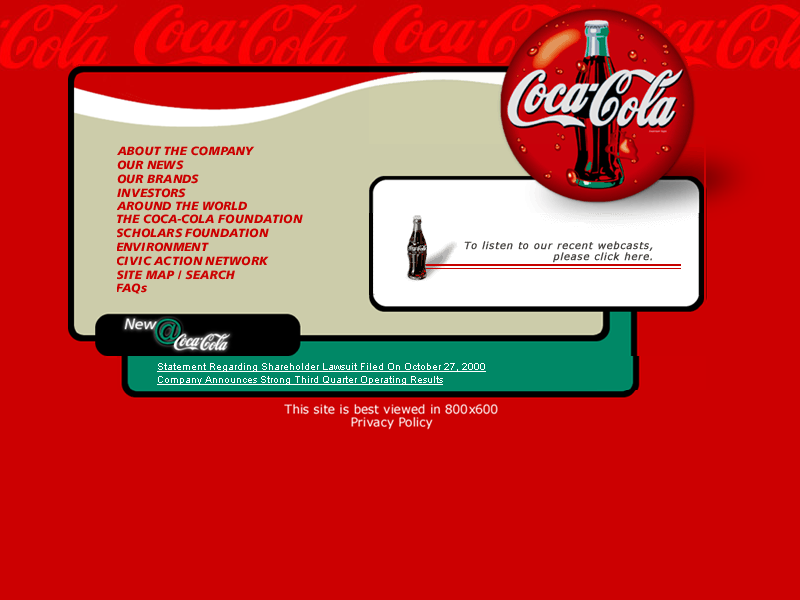 Cola Coca-Cola Coca-Cola Coca-Cola
Coca-Cola
ABOUT THE COMPANY
OUR NEWS
OUR BRANDS
INVESTORS
AROUND THE WORLD
THE COCA-COLA FOUNDATION
SCHOLARS FOUNDATION
ENVIRONMENT
CIVIC ACTION NETWORK
SITE MAP / SEARCH
FAQs
Coca-Cola
To listen to our recent webcasts,
please click here.
New@
Coca-Cola
Statement Regarding Shareholder Lawsuit Filed On October 27, 2000
Company Announces Strong Third Quarter Operating Results
This site is best viewed in 800x600
Privacy Policy